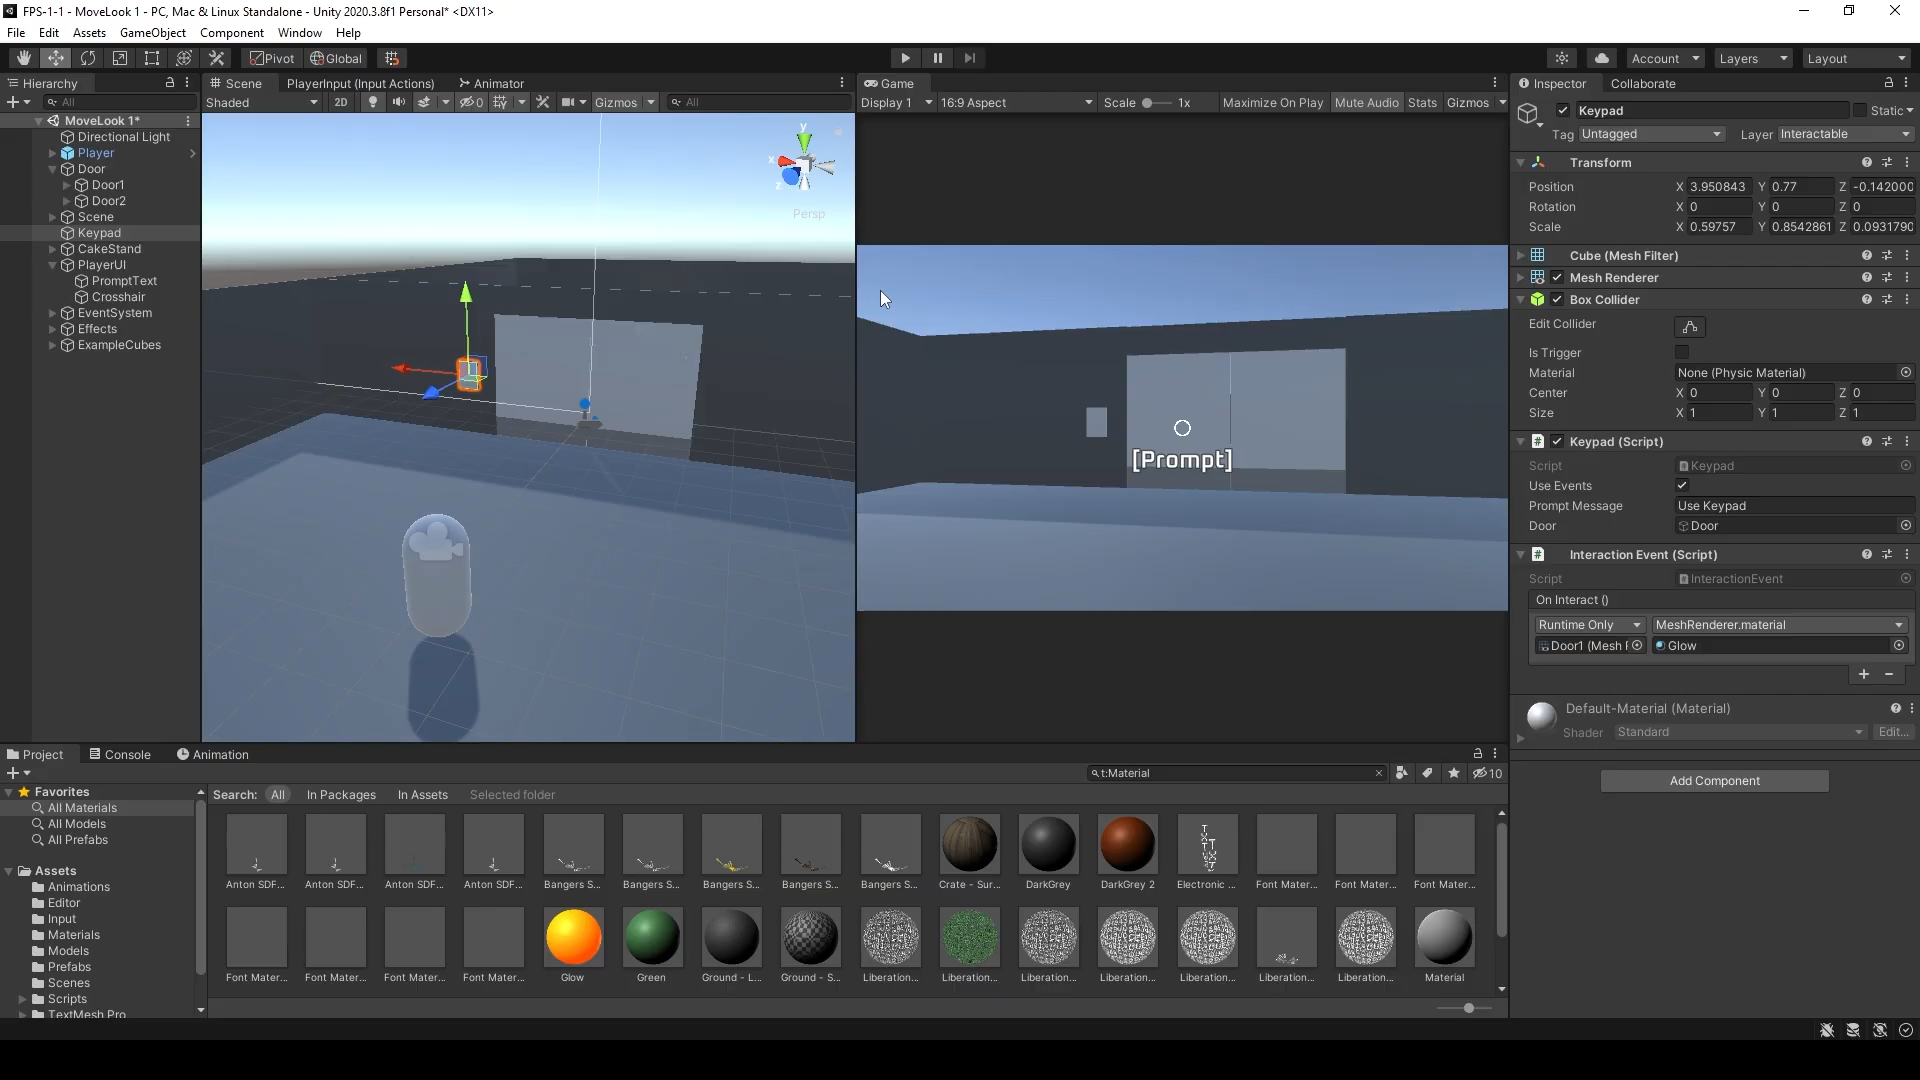 FPS-1-1 - MoveLook 1 - PC, Mac & Linux Standalone - Unity 2020.3.8f1 Personal* <DX11>
File Edit Assets GameObject Component Window Help
Pivot Global Account Layers Layout
Hierarchy
All
MoveLook 1*
Directional Light
Player
Door
Door1
Door2
Scene
Keypad
CakeStand
PlayerUI
PromptText
Crosshair
EventSystem
Effects
ExampleCubes
Scene PlayerInput (Input Actions) Animator
Shaded 2D 0 Gizmos All
y
x
z
Persp
Game
Display 1 16:9 Aspect Scale 1x Maximize On Play Mute Audio Stats Gizmos
[Prompt]
Inspector Collaborate
Keypad Static
Tag Untagged Layer Interactable
Transform
Position X 3.950843 Y 0.77 Z -0.142000
Rotation X 0 Y 0 Z 0
Scale X 0.59757 Y 0.8542861 Z 0.0931790
Cube (Mesh Filter)
Mesh Renderer
Box Collider
Edit Collider
Is Trigger
Material None (Physic Material)
Center X 0 Y 0 Z 0
Size X 1 Y 1 Z 1
Keypad (Script)
Script Keypad
Use Events
Prompt Message Use Keypad
Door Door
Interaction Event (Script)
Script InteractionEvent
On Interact ()
Runtime Only MeshRenderer.material
Door1 (Mesh Glow
+ -
Default-Material (Material)
Shader Standard Edit...
Add Component
Project Console Animation
t:Material 10
Favorites
All Materials
All Models
All Prefabs
Assets
Animations
Editor
Input
Materials
Models
Prefabs
Scenes
Scripts
TextMesh Pro
Search: All In Packages In Assets Selected folder
Anton SDF... Anton SDF... Anton SDF... Anton SDF... Bangers S... Bangers S... Bangers S... Bangers S... Bangers S... Crate - Sur... DarkGrey DarkGrey 2 Electronic ... Font Mater... Font Mater... Font Mater...
Font Mater... Font Mater... Font Mater... Font Mater... Glow Green Ground - L... Ground - S... Liberation... Liberation... Liberation... Liberation... Liberation... Liberation... Liberation... Material